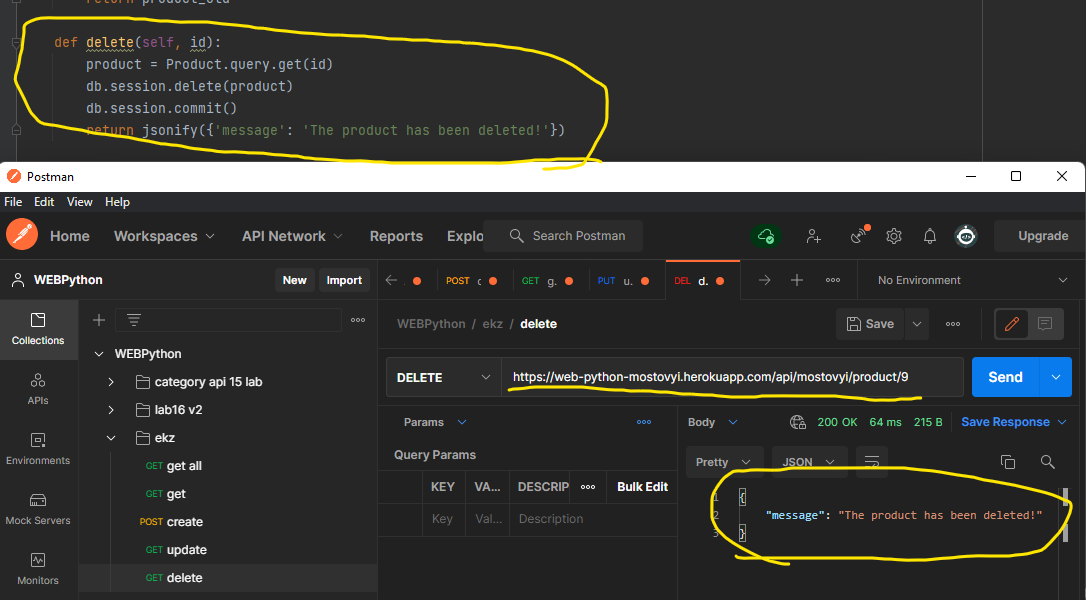 return product_old
def delete(self, id):
product = Product.query.get(id)
db.session.delete(product)
db.session.commit()
return jsonify({'message': 'The product has been deleted!'})
Postman
File Edit View Help
Home Workspaces API Network Reports Explo Search Postman Upgrade
WEBPython New Import POST c GET g. PUT u. DEL d. No Environment
Collections
APIs
Environments
Mock Servers
Monitors
WEBPython
category api 15 lab
lab16 v2
ekz
GET get all
GET get
POST create
GET update
GET delete
WEBPython / ekz / delete Save
DELETE https://web-python-mostovyi.herokuapp.com/api/mostovyi/product/9 Send
Params
Query Params
KEY VA... DESCRIP Bulk Edit
Key Val... Description
Body 200 OK 64 ms 215 B Save Response
Pretty JSON
1 {
2 "message": "The product has been deleted!"
3 }